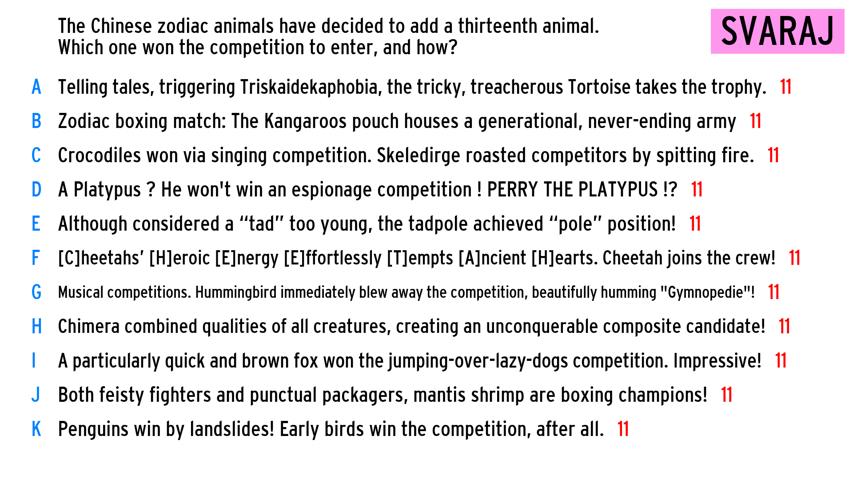 The Chinese zodiac animals have decided to add a thirteenth animal.
Which one won the competition to enter, and how?
SVARAJ
A Telling tales, triggering Triskaidekaphobia, the tricky, treacherous Tortoise takes the trophy. 11
B Zodiac boxing match: The Kangaroos pouch houses a generational, never-ending army 11
C Crocodiles won via singing competition. Skeledirge roasted competitors by spitting fire. 11
D A Platypus ? He won't win an espionage competition ! PERRY THE PLATYPUS !? 11
E Although considered a “tad” too young, the tadpole achieved “pole” position! 11
F [C]heetahs’ [H]eroic [E]nergy [E]ffortlessly [T]empts [A]ncient [H]earts. Cheetah joins the crew! 11
G Musical competitions. Hummingbird immediately blew away the competition, beautifully humming "Gymnopedie"! 11
H Chimera combined qualities of all creatures, creating an unconquerable composite candidate! 11
I A particularly quick and brown fox won the jumping-over-lazy-dogs competition. Impressive! 11
J Both feisty fighters and punctual packagers, mantis shrimp are boxing champions! 11
K Penguins win by landslides! Early birds win the competition, after all. 11